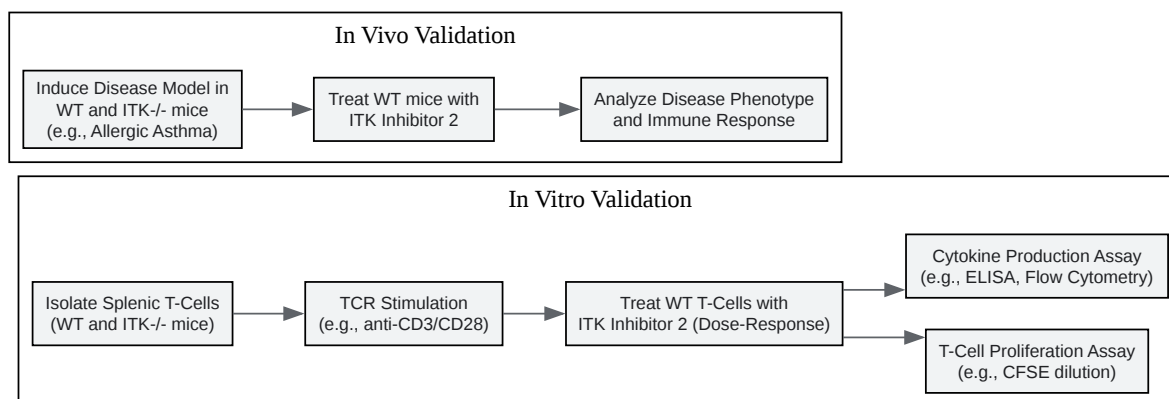 In Vivo Validation
Induce Disease Model in
WT and ITK-/- mice
(e.g., Allergic Asthma)
Treat WT mice with
ITK Inhibitor 2
Analyze Disease Phenotype
and Immune Response
In Vitro Validation
Isolate Splenic T-Cells
(WT and ITK-/- mice)
TCR Stimulation
(e.g., anti-CD3/CD28)
Treat WT T-Cells with
ITK Inhibitor 2 (Dose-Response)
Cytokine Production Assay
(e.g., ELISA, Flow Cytometry)
T-Cell Proliferation Assay
(e.g., CFSE dilution)